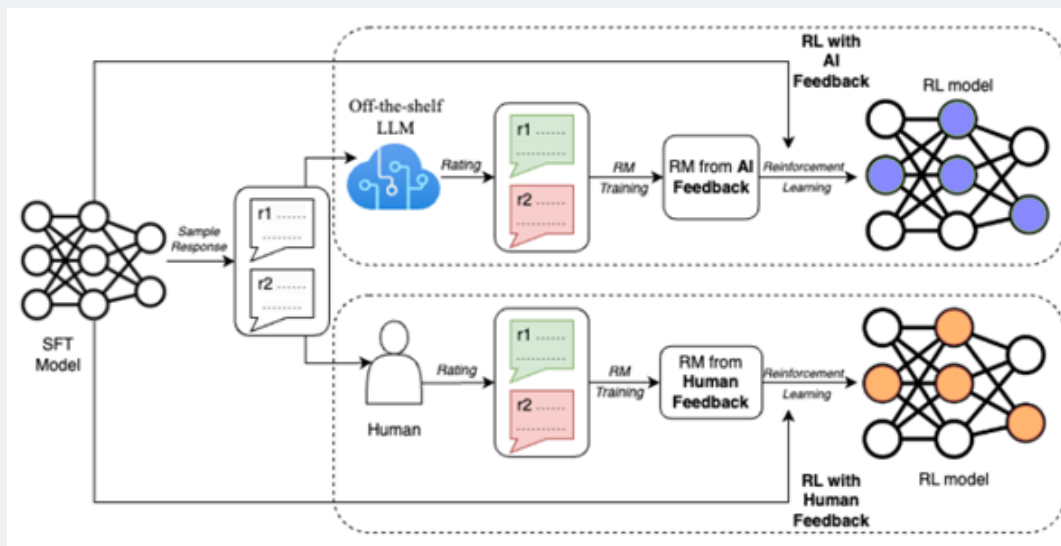 RL with
AI
Feedback
RL model
Off-the-shelf
LLM
r1 ......
......
r2 ......
......
Rating
RM
Training
RM from AI
Feedback
Reinforcement
Learning
Sample
Response
r1 ......
......
r2 ......
......
SFT
Model
Human
Rating
r1 ......
......
r2 ......
......
RM
Training
RM from
Human
Feedback
Reinforcement
Learning
RL model
RL with
Human
Feedback